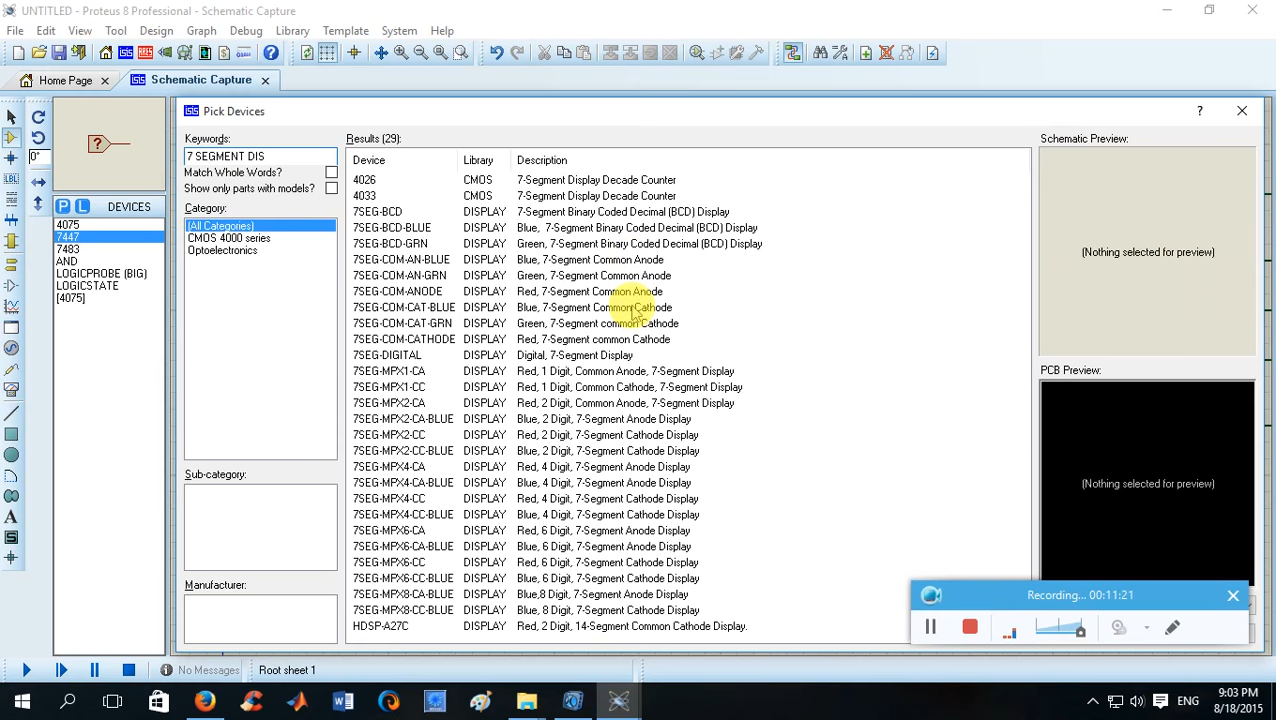 UNTITLED - Proteus 8 Professional - Schematic Capture
File Edit View Tool Design Graph Debug Library Template System Help
Home Page Schematic Capture
Pick Devices
Keywords:
7 SEGMENT DIS
Match Whole Words?
Show only parts with models?
Category:
(All Categories)
CMOS 4000 series
Optoelectronics
Sub-category:
Manufacturer:
0°
LBL
P L DEVICES
4075
7447
7483
AND
LOGICPROBE (BIG)
LOGICSTATE
[4075]
Results (29):
Device Library Description
4026 CMOS 7-Segment Display Decade Counter
4033 CMOS 7-Segment Display Decade Counter
7SEG-BCD DISPLAY 7-Segment Binary Coded Decimal (BCD) Display
7SEG-BCD-BLUE DISPLAY Blue, 7-Segment Binary Coded Decimal (BCD) Display
7SEG-BCD-GRN DISPLAY Green, 7-Segment Binary Coded Decimal (BCD) Display
7SEG-COM-AN-BLUE DISPLAY Blue, 7-Segment Common Anode
7SEG-COM-AN-GRN DISPLAY Green, 7-Segment Common Anode
7SEG-COM-ANODE DISPLAY Red, 7-Segment Common Anode
7SEG-COM-CAT-BLUE DISPLAY Blue, 7-Segment Common Cathode
7SEG-COM-CAT-GRN DISPLAY Green, 7-Segment common Cathode
7SEG-COM-CATHODE DISPLAY Red, 7-Segment common Cathode
7SEG-DIGITAL DISPLAY Digital, 7-Segment Display
7SEG-MPX1-CA DISPLAY Red, 1 Digit, Common Anode, 7-Segment Display
7SEG-MPX1-CC DISPLAY Red, 1 Digit, Common Cathode, 7-Segment Display
7SEG-MPX2-CA DISPLAY Red, 2 Digit, Common Anode, 7-Segment Display
7SEG-MPX2-CA-BLUE DISPLAY Blue, 2 Digit, 7-Segment Anode Display
7SEG-MPX2-CC DISPLAY Red, 2 Digit, 7-Segment Cathode Display
7SEG-MPX2-CC-BLUE DISPLAY Blue, 2 Digit, 7-Segment Cathode Display
7SEG-MPX4-CA DISPLAY Red, 4 Digit, 7-Segment Anode Display
7SEG-MPX4-CA-BLUE DISPLAY Blue, 4 Digit, 7-Segment Anode Display
7SEG-MPX4-CC DISPLAY Red, 4 Digit, 7-Segment Cathode Display
7SEG-MPX4-CC-BLUE DISPLAY Blue, 4 Digit, 7-Segment Cathode Display
7SEG-MPX6-CA DISPLAY Red, 6 Digit, 7-Segment Anode Display
7SEG-MPX6-CA-BLUE DISPLAY Blue, 6 Digit, 7-Segment Anode Display
7SEG-MPX6-CC DISPLAY Red, 6 Digit, 7-Segment Cathode Display
7SEG-MPX6-CC-BLUE DISPLAY Blue, 6 Digit, 7-Segment Cathode Display
7SEG-MPX8-CA-BLUE DISPLAY Blue,8 Digit, 7-Segment Anode Display
7SEG-MPX8-CC-BLUE DISPLAY Blue, 8 Digit, 7-Segment Cathode Display
HDSP-A27C DISPLAY Red, 2 Digit, 14-Segment Common Cathode Display.
Schematic Preview:
(Nothing selected for preview)
PCB Preview:
(Nothing selected for preview)
Recording... 00:11:21
No Messages Root sheet 1
ENG
9:03 PM
8/18/2015